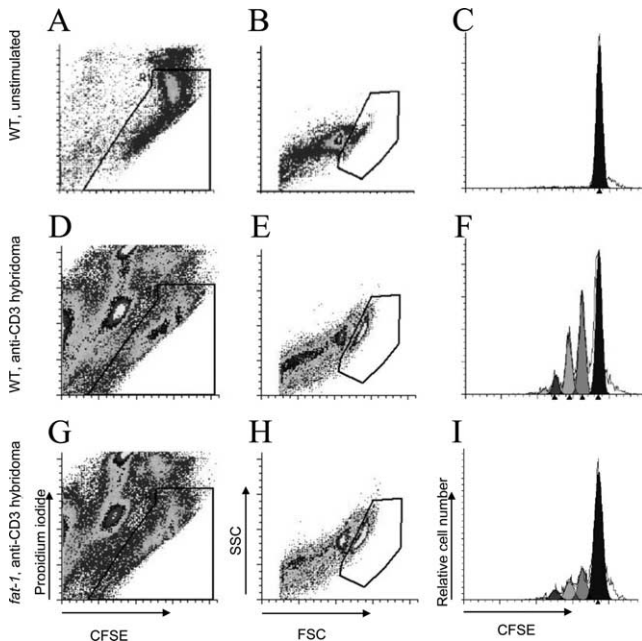 A
B
C
WT, unstimulated
R1
D
E
F
WT, anti-CD3 hybridoma
G
H
I
fat-1, anti-CD3 hybridoma
Propidium iodide
SSC
Relative cell number
CFSE
FSC
CFSE